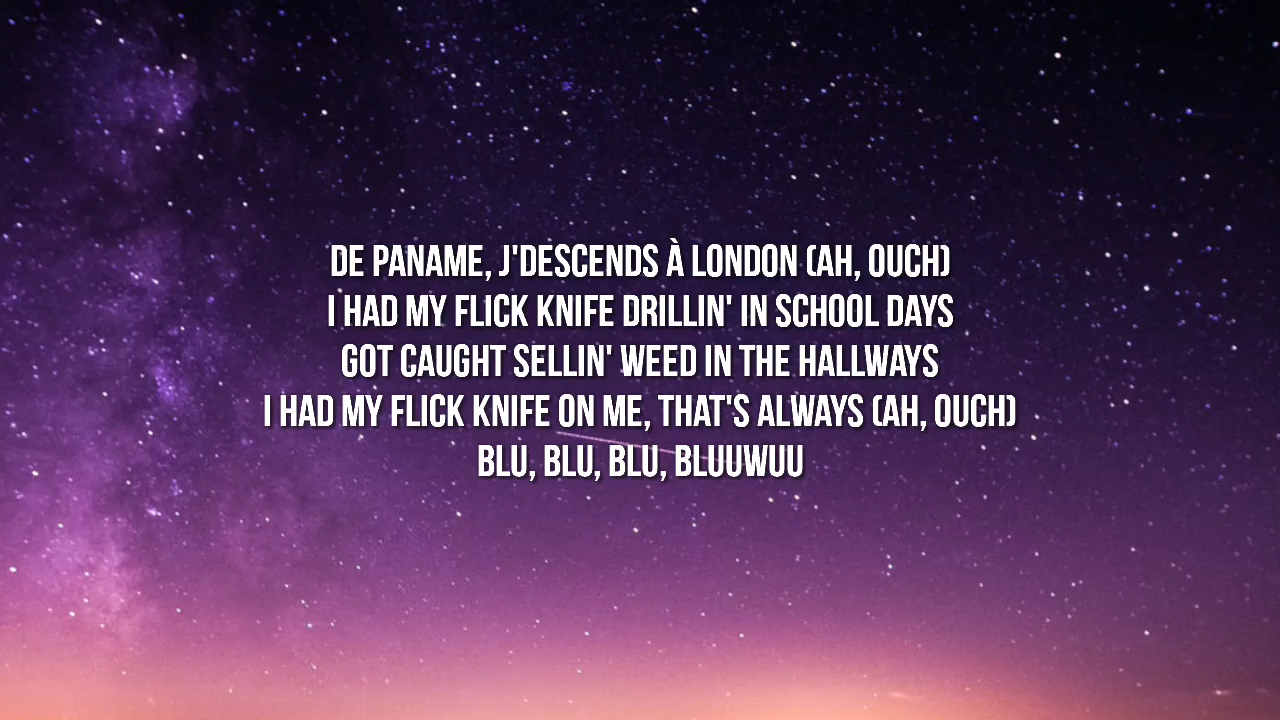 DE PANAME, J'DESCENDS À LONDON (AH, OUCH)
I HAD MY FLICK KNIFE DRILLIN' IN SCHOOL DAYS
GOT CAUGHT SELLIN' WEED IN THE HALLWAYS
I HAD MY FLICK KNIFE ON ME, THAT'S ALWAYS (AH, OUCH)
BLU, BLU, BLU, BLUUWUU